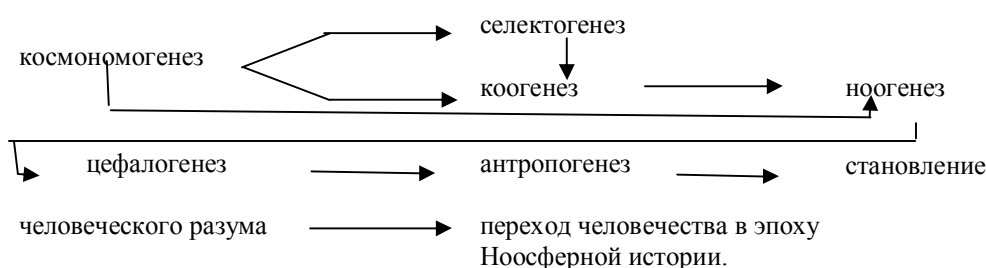 селектогенез
космономогенез
коогенез ноогенез
цефалогенез антропогенез становление
человеческого разума переход человечества в эпоху
Ноосферной истории.